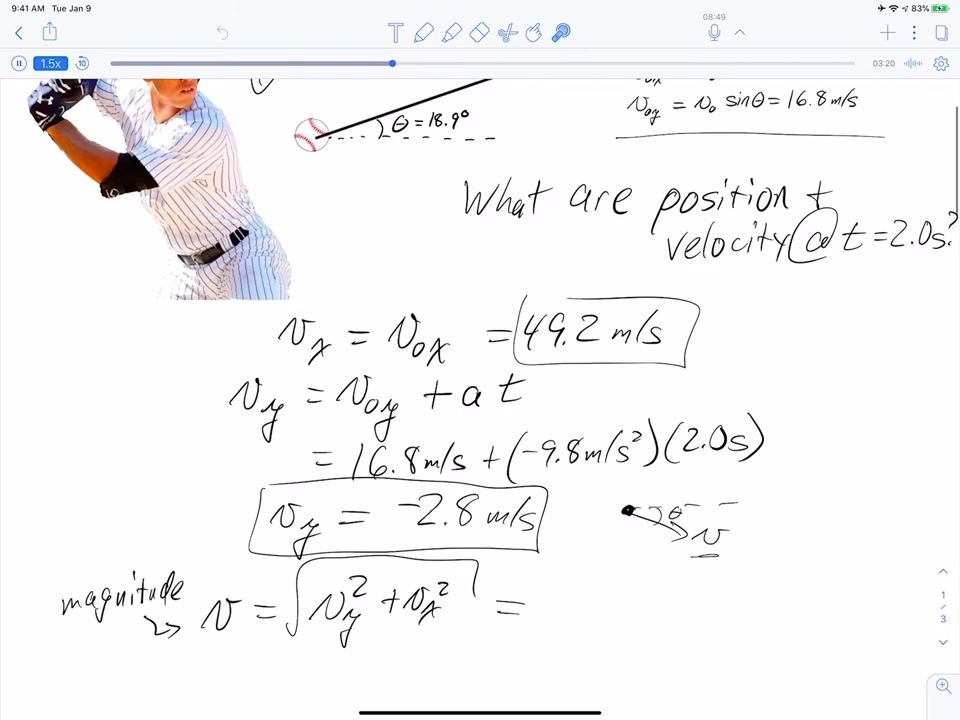 9:41 AM Tue Jan 9
83%
08:49
1.5x
10
03:20
v₀y = v₀ sinθ = 16.8 m/s
θ = 18.9°
What are position +
velocity @ t = 2.0s?
vx = v₀x = 49.2 m/s
vy = v₀y + a t
= 16.8 m/s + (-9.8 m/s²)(2.0s)
vy = -2.8 m/s
θ
v
magnitude
v = √vy² + vx² =
1
/
3